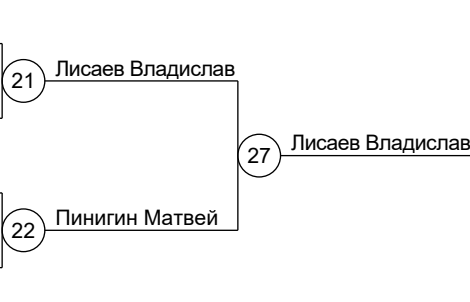 21 Лисаев Владислав
27 Лисаев Владислав
22 Пинигин Матвей